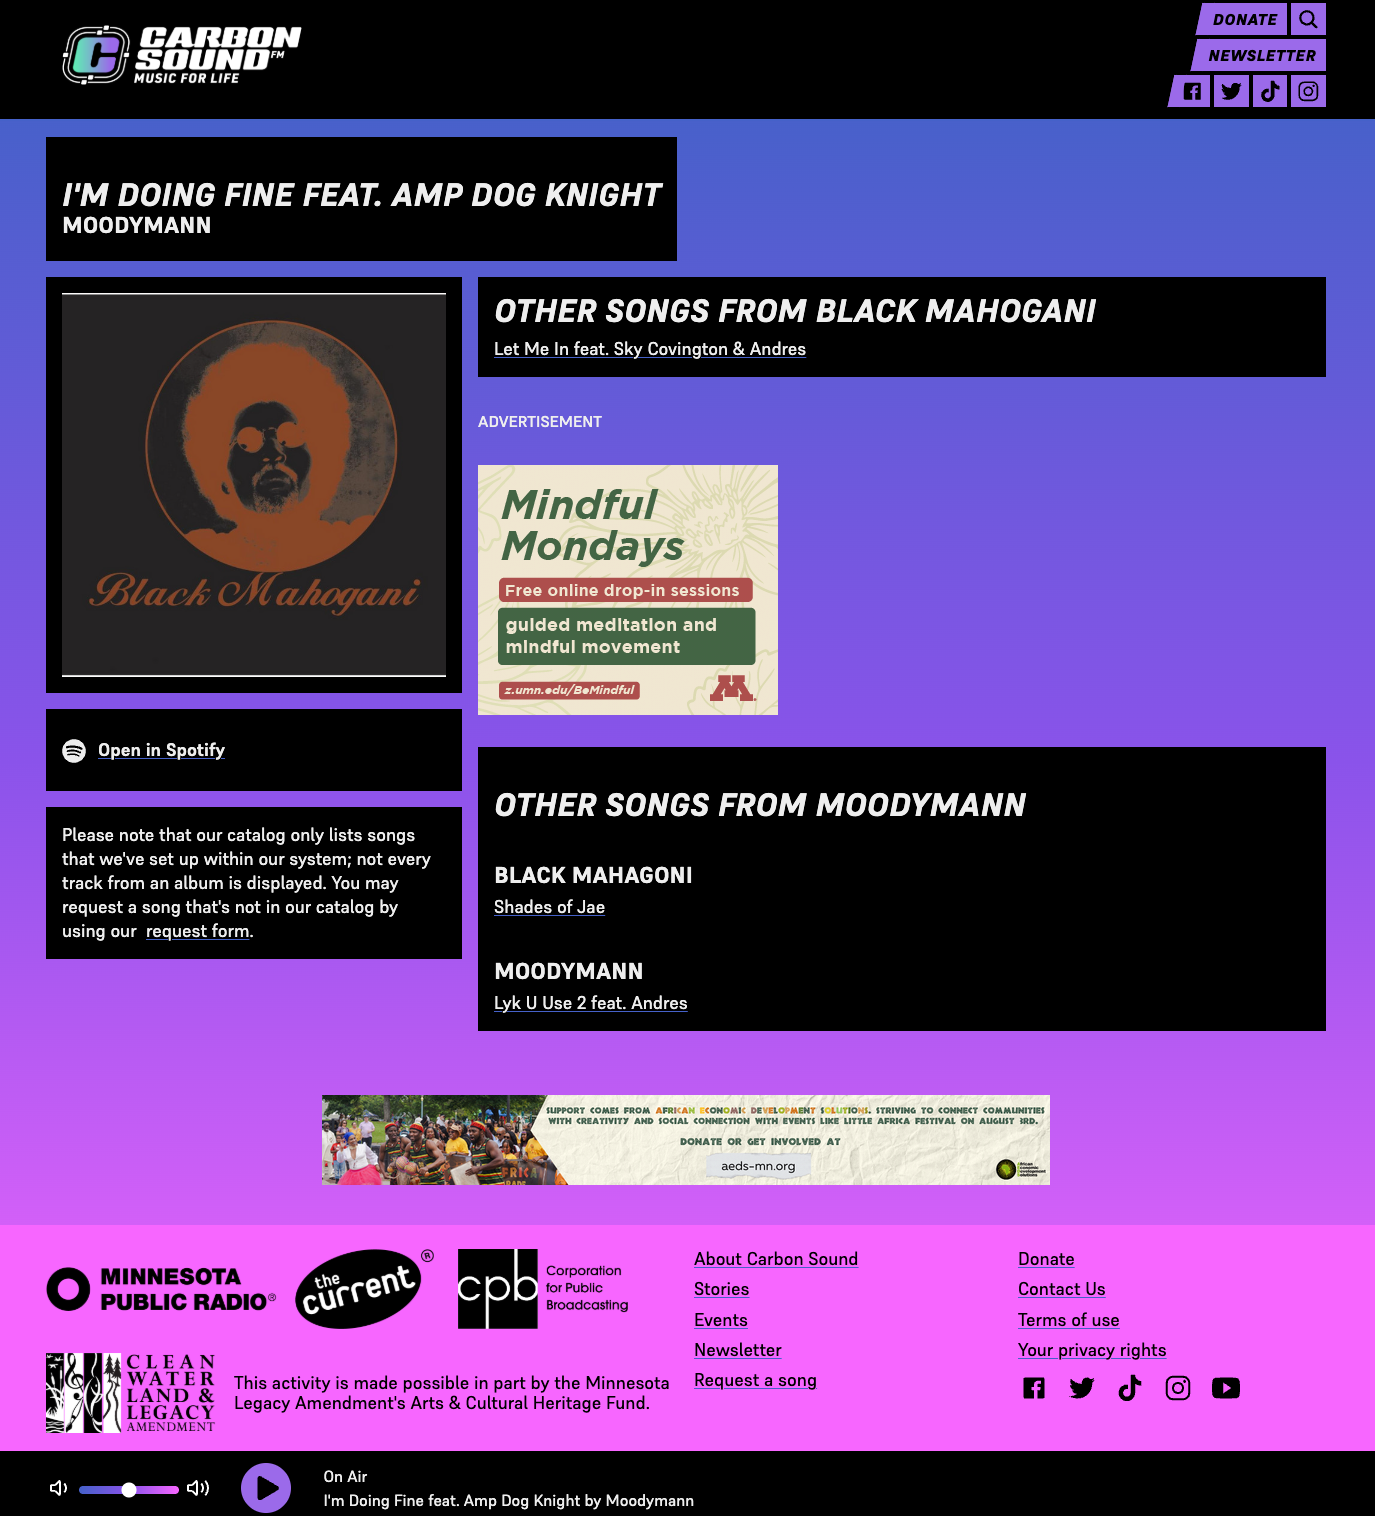 CARBON
SOUND FM
MUSIC FOR LIFE
DONATE
NEWSLETTER
I'M DOING FINE FEAT. AMP DOG KNIGHT
MOODYMANN
Black Mahogani
Open in Spotify
Please note that our catalog only lists songs
that we've set up within our system; not every
track from an album is displayed. You may
request a song that's not in our catalog by
using our request form.
OTHER SONGS FROM BLACK MAHOGANI
Let Me In feat. Sky Covington & Andres
ADVERTISEMENT
Mindful
Mondays
Free online drop-in sessions
guided meditation and
mindful movement
z.umn.edu/BeMindful
M
OTHER SONGS FROM MOODYMANN
BLACK MAHAGONI
Shades of Jae
MOODYMANN
Lyk U Use 2 feat. Andres
SUPPORT COMES FROM AFRICAN ECONOMIC DEVELOPMENT SOLUTIONS. STRIVING TO CONNECT COMMUNITIES
WITH CREATIVITY AND SOCIAL CONNECTION WITH EVENTS LIKE LITTLE AFRICA FESTIVAL ON AUGUST 3RD.
DONATE OR GET INVOLVED AT
aeds-mn.org
MINNESOTA
PUBLIC RADIO®
the
current®
cpb
Corporation
for Public
Broadcasting
CLEAN
WATER
LAND &
LEGACY
AMENDMENT
This activity is made possible in part by the Minnesota
Legacy Amendment's Arts & Cultural Heritage Fund.
About Carbon Sound
Stories
Events
Newsletter
Request a song
Donate
Contact Us
Terms of use
Your privacy rights
On Air
I'm Doing Fine feat. Amp Dog Knight by Moodymann